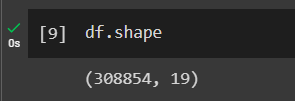 [9] df.shape
0s
(308854, 19)